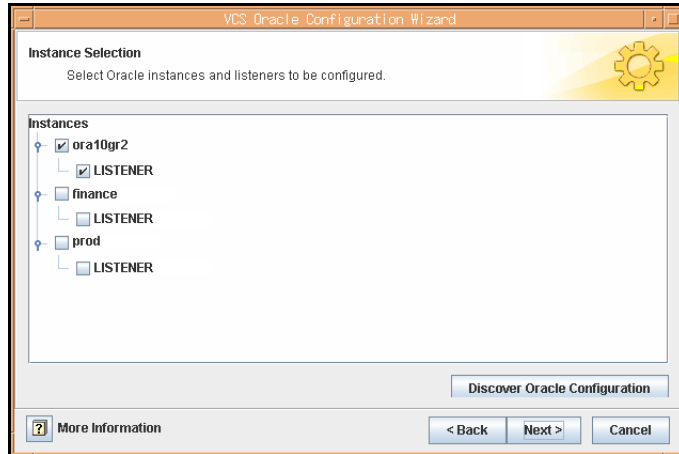 VCS Oracle Configuration Wizard
Instance Selection
Select Oracle instances and listeners to be configured.
Instances
ora10gr2
LISTENER
finance
LISTENER
prod
LISTENER
Discover Oracle Configuration
? More Information
< Back Next > Cancel